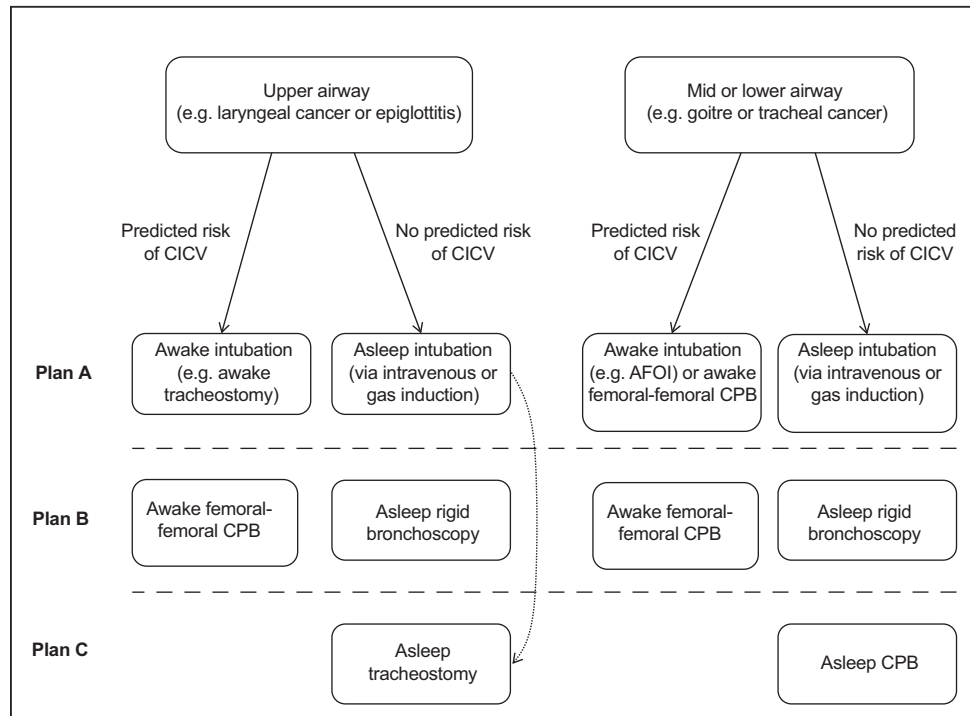 Upper airway
(e.g. laryngeal cancer or epiglottitis)
Mid or lower airway
(e.g. goitre or tracheal cancer)
Predicted risk
of CICV
No predicted risk
of CICV
Predicted risk
of CICV
No predicted
risk of CICV
Plan A
Awake intubation
(e.g. awake
tracheostomy)
Asleep intubation
(via intravenous or
gas induction)
Awake intubation
(e.g. AFOI) or awake
femoral-femoral CPB
Asleep intubation
(via intravenous or
gas induction)
Plan B
Awake femoral-
femoral CPB
Asleep rigid
bronchoscopy
Awake femoral-
femoral CPB
Asleep rigid
bronchoscopy
Plan C
Asleep
tracheostomy
Asleep CPB